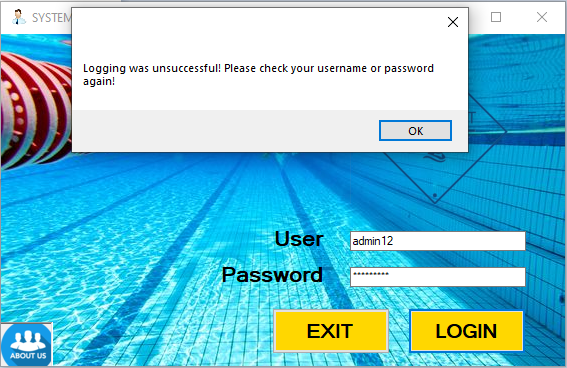 SYSTEM
Logging was unsuccessful! Please check your username or password
again!
OK
User
admin12
Password
*********
EXIT
LOGIN
ABOUT US